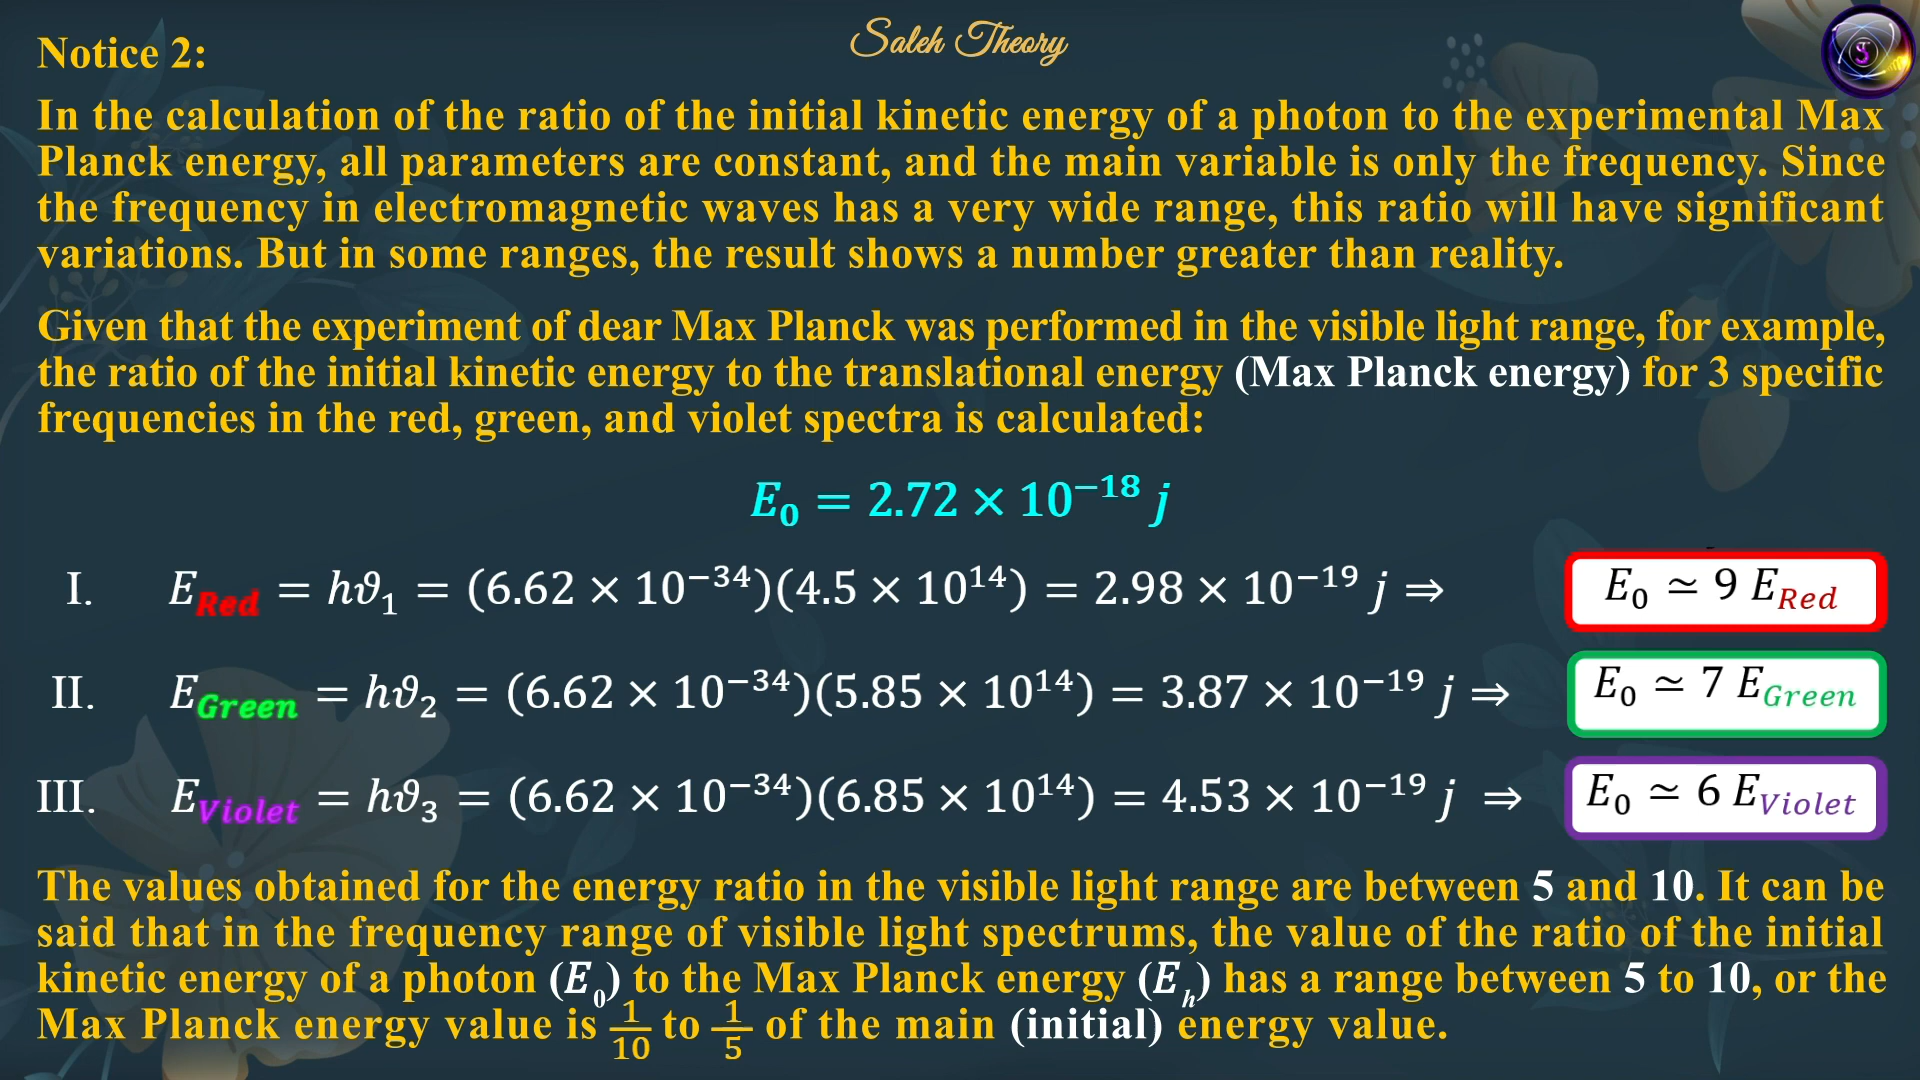 Saleh Theory
Notice 2:
In the calculation of the ratio of the initial kinetic energy of a photon to the experimental Max
Planck energy, all parameters are constant, and the main variable is only the frequency. Since
the frequency in electromagnetic waves has a very wide range, this ratio will have significant
variations. But in some ranges, the result shows a number greater than reality.
Given that the experiment of dear Max Planck was performed in the visible light range, for example,
the ratio of the initial kinetic energy to the translational energy (Max Planck energy) for 3 specific
frequencies in the red, green, and violet spectra is calculated:
E₀ = 2.72 × 10⁻¹⁸ j
I. E_Red = hϑ₁ = (6.62 × 10⁻³⁴)(4.5 × 10¹⁴) = 2.98 × 10⁻¹⁹ j ⇒ E₀ ≃ 9 E_Red
II. E_Green = hϑ₂ = (6.62 × 10⁻³⁴)(5.85 × 10¹⁴) = 3.87 × 10⁻¹⁹ j ⇒ E₀ ≃ 7 E_Green
III. E_Violet = hϑ₃ = (6.62 × 10⁻³⁴)(6.85 × 10¹⁴) = 4.53 × 10⁻¹⁹ j ⇒ E₀ ≃ 6 E_Violet
The values obtained for the energy ratio in the visible light range are between 5 and 10. It can be
said that in the frequency range of visible light spectrums, the value of the ratio of the initial
kinetic energy of a photon (E₀) to the Max Planck energy (Eₕ) has a range between 5 to 10, or the
Max Planck energy value is 1/10 to 1/5 of the main (initial) energy value.